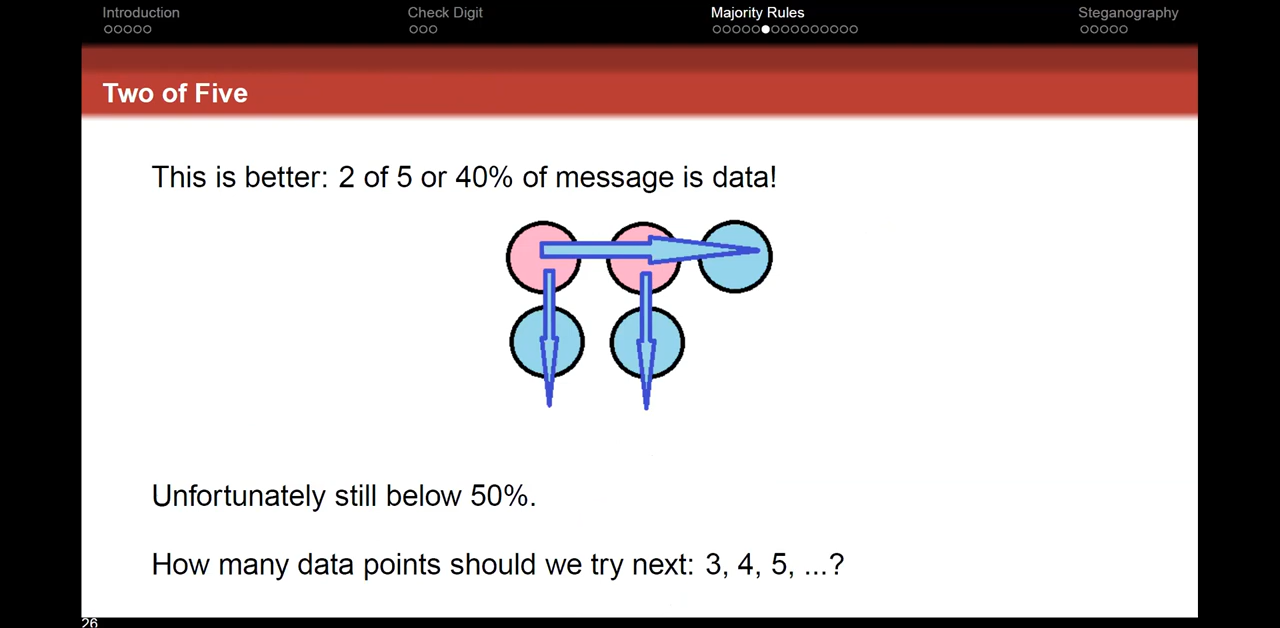 Introduction Check Digit Majority Rules Steganography
Two of Five
This is better: 2 of 5 or 40% of message is data!
Unfortunately still below 50%.
How many data points should we try next: 3, 4, 5, ...?
26